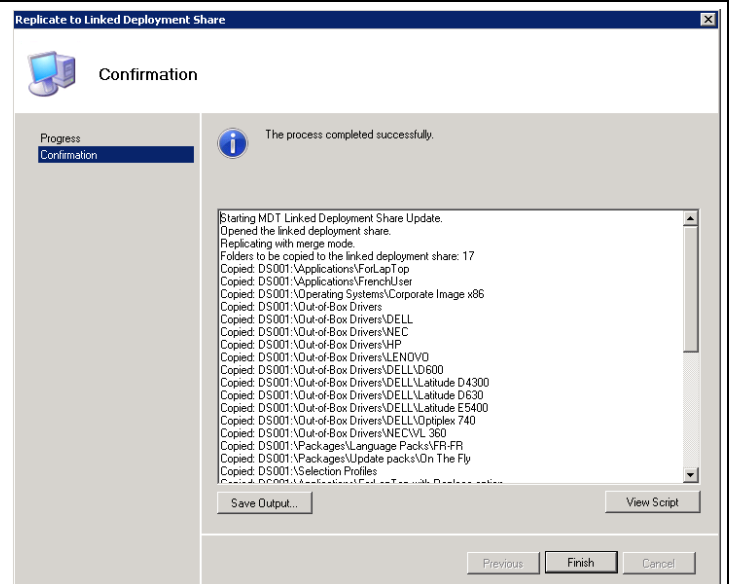 Replicate to Linked Deployment Share
Confirmation
Progress
Confirmation
The process completed successfully.
Starting MDT Linked Deployment Share Update.
Opened the linked deployment share.
Replicating with merge mode.
Folders to be copied to the linked deployment share: 17
Copied: DS001:\Applications\ForLapTop
Copied: DS001:\Applications\FrenchUser
Copied: DS001:\Operating Systems\Corporate Image x86
Copied: DS001:\Out-of-Box Drivers
Copied: DS001:\Out-of-Box Drivers\DELL
Copied: DS001:\Out-of-Box Drivers\NEC
Copied: DS001:\Out-of-Box Drivers\HP
Copied: DS001:\Out-of-Box Drivers\LENOVO
Copied: DS001:\Out-of-Box Drivers\DELL\D600
Copied: DS001:\Out-of-Box Drivers\DELL\Latitude D4300
Copied: DS001:\Out-of-Box Drivers\DELL\Latitude D630
Copied: DS001:\Out-of-Box Drivers\DELL\Latitude E5400
Copied: DS001:\Out-of-Box Drivers\DELL\Optiplex 740
Copied: DS001:\Out-of-Box Drivers\NEC\VL 360
Copied: DS001:\Packages\Language Packs\FR-FR
Copied: DS001:\Packages\Update packs\On The Fly
Copied: DS001:\Selection Profiles
Copied: DS001:\Applications\ForLapTop with Replace option
Save Output...
View Script
Previous
Finish
Cancel